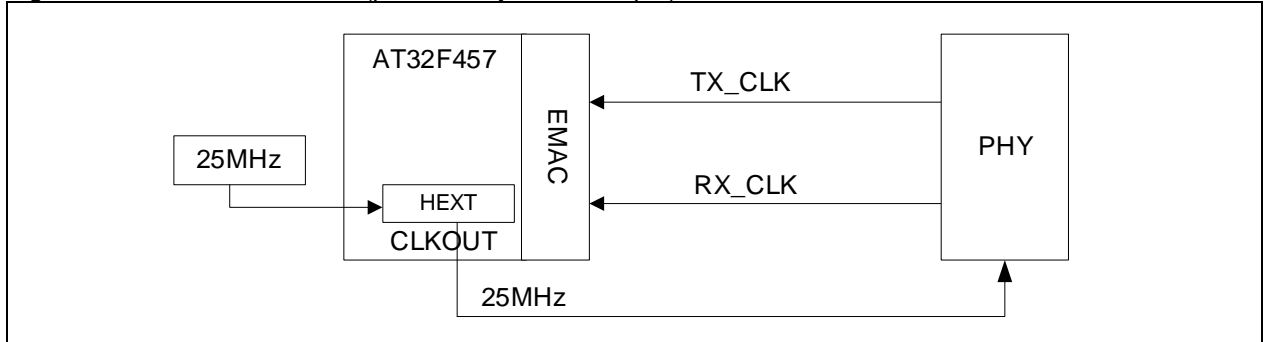 AT32F457
TX_CLK
EMAC
PHY
25MHz
RX_CLK
HEXT
CLKOUT
25MHz